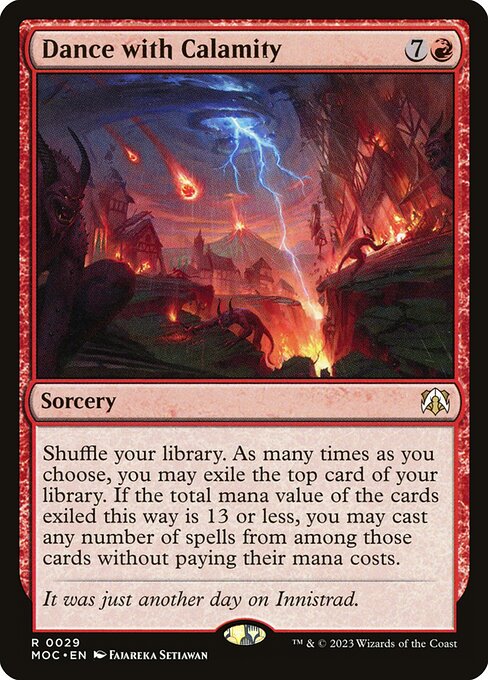 Dance with Calamity 7
Sorcery
Shuffle your library. As many times as you
choose, you may exile the top card of your
library. If the total mana value of the cards
exiled this way is 13 or less, you may cast
any number of spells from among those
cards without paying their mana costs.
It was just another day on Innistrad.
R 0029
MOC • EN Fajareka Setiawan
™ & © 2023 Wizards of the Coast